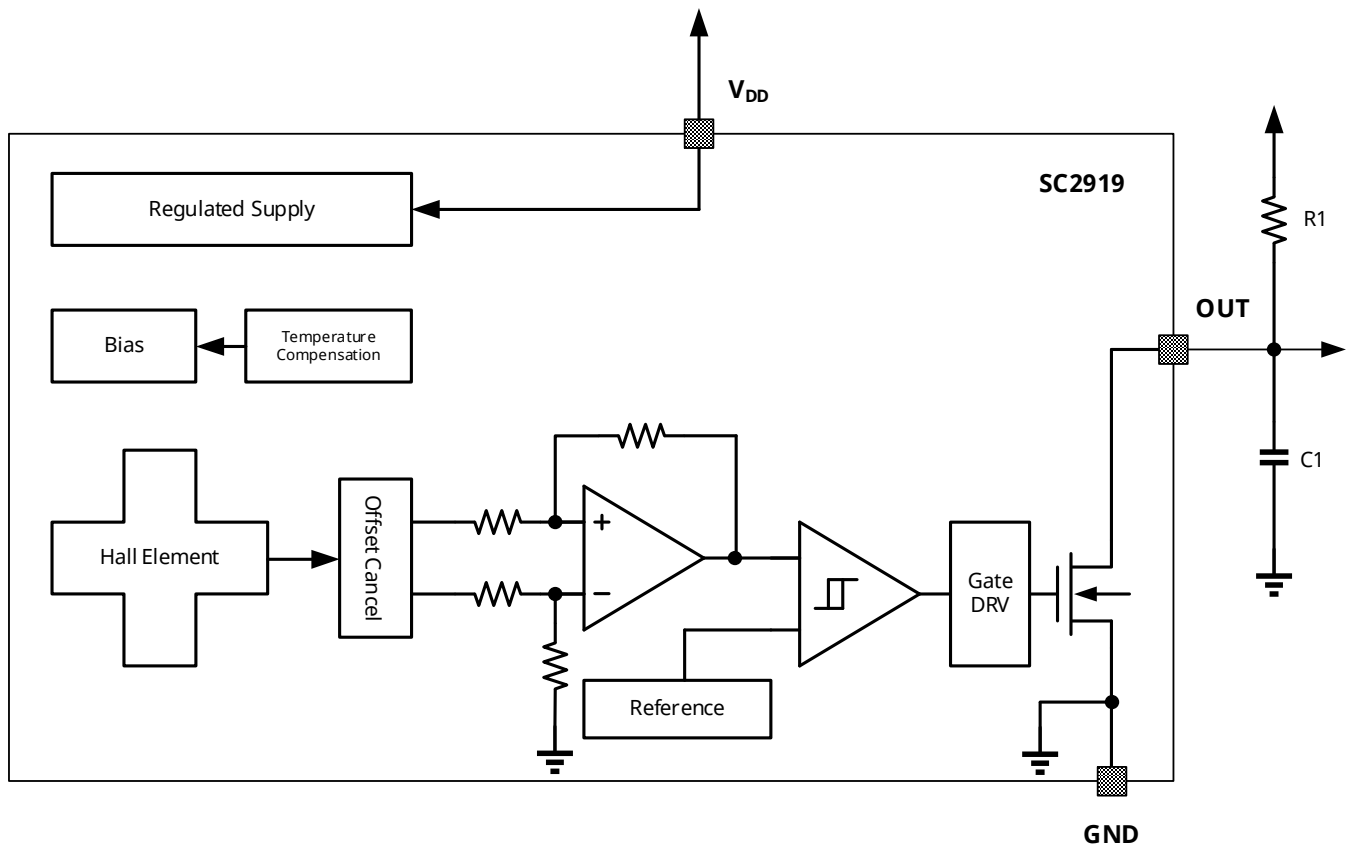 VDD
SC2919
Regulated Supply
R1
OUT
Bias
Temperature
Compensation
C1
Offset Cancel
+
Hall Element
Gate
DRV
−
Reference
GND